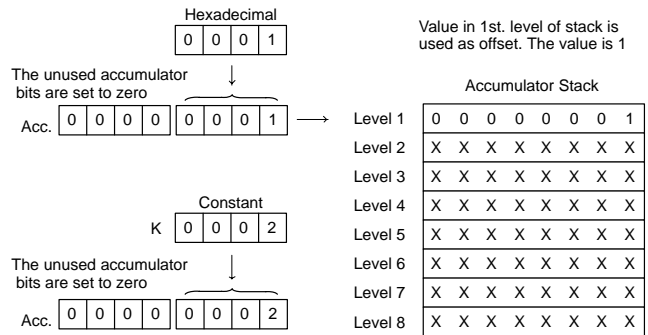 Hexadecimal
0 0 0 1
The unused accumulator
bits are set to zero
Acc. 0 0 0 0 0 0 0 1
Constant
K 0 0 0 2
The unused accumulator
bits are set to zero
Acc. 0 0 0 0 0 0 0 2
Value in 1st. level of stack is
used as offset. The value is 1
Accumulator Stack
Level 1 0 0 0 0 0 0 0 1
Level 2 X X X X X X X X
Level 3 X X X X X X X X
Level 4 X X X X X X X X
Level 5 X X X X X X X X
Level 6 X X X X X X X X
Level 7 X X X X X X X X
Level 8 X X X X X X X X